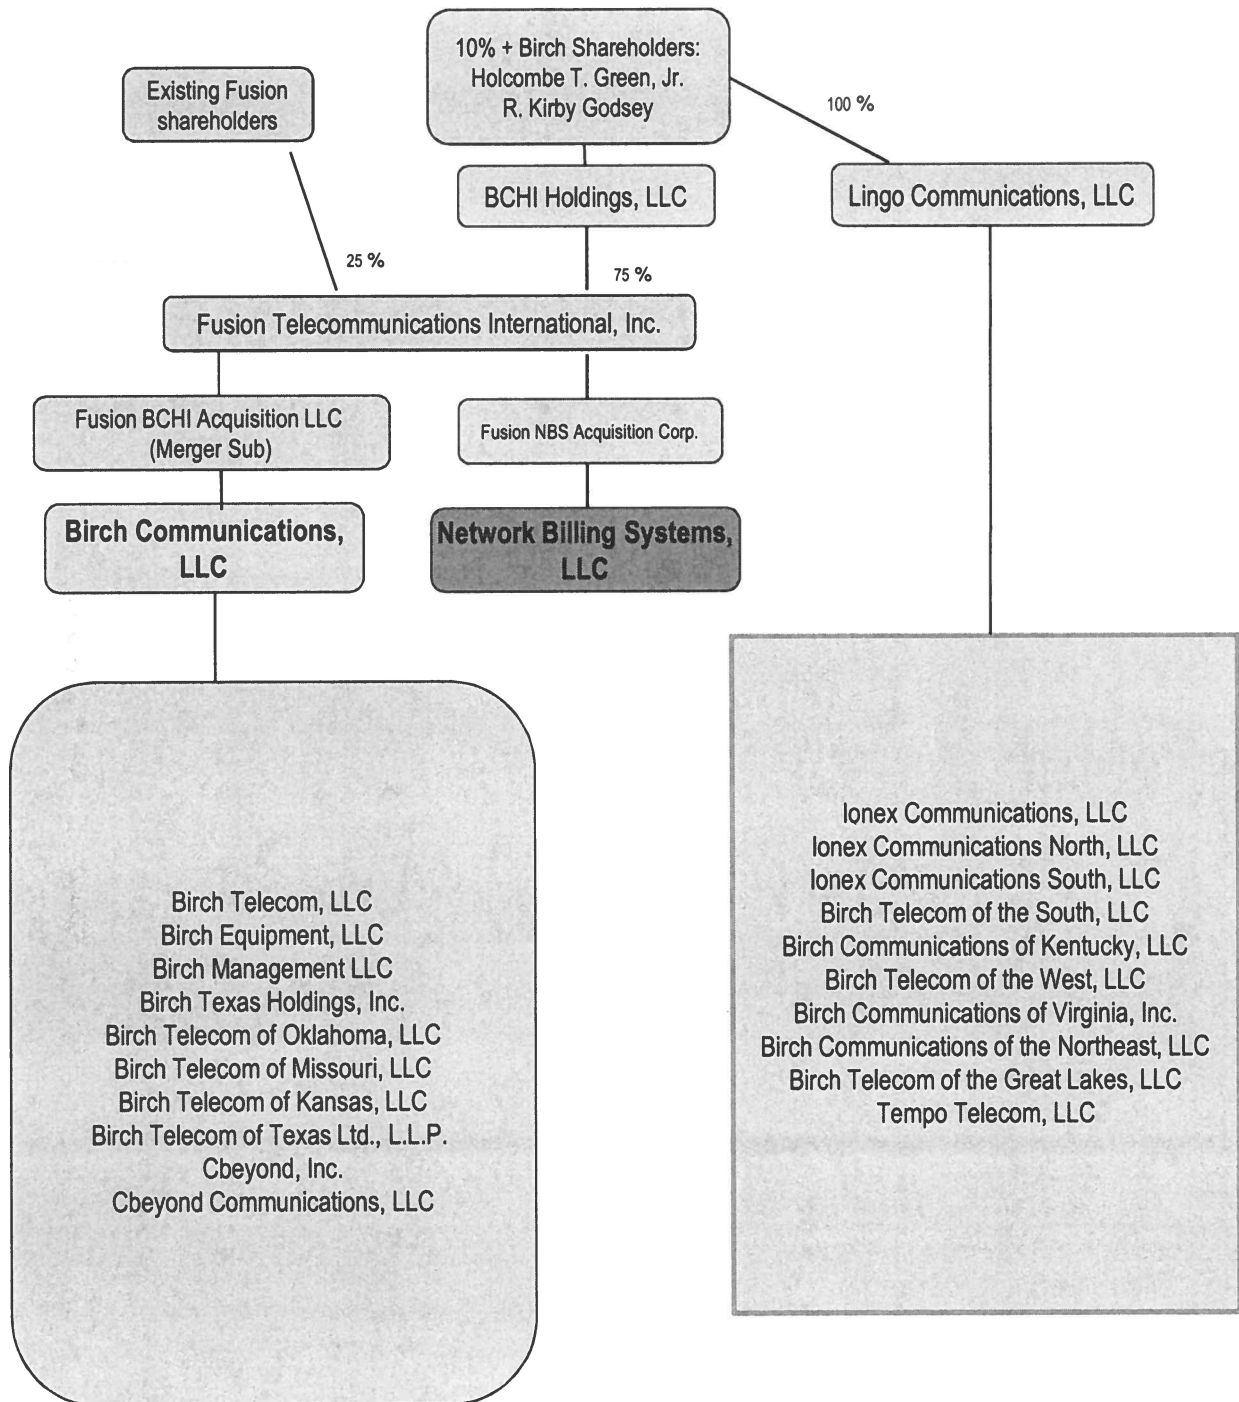 10% + Birch Shareholders:
Holcombe T. Green, Jr.
R. Kirby Godsey
Existing Fusion
shareholders
100 %
BCHI Holdings, LLC
Lingo Communications, LLC
25 %
75 %
Fusion Telecommunications International, Inc.
Fusion BCHI Acquisition LLC
(Merger Sub)
Fusion NBS Acquisition Corp.
Birch Communications,
LLC
Network Billing Systems,
LLC
Birch Telecom, LLC
Birch Equipment, LLC
Birch Management LLC
Birch Texas Holdings, Inc.
Birch Telecom of Oklahoma, LLC
Birch Telecom of Missouri, LLC
Birch Telecom of Kansas, LLC
Birch Telecom of Texas Ltd., L.L.P.
Cbeyond, Inc.
Cbeyond Communications, LLC
Ionex Communications, LLC
Ionex Communications North, LLC
Ionex Communications South, LLC
Birch Telecom of the South, LLC
Birch Communications of Kentucky, LLC
Birch Telecom of the West, LLC
Birch Communications of Virginia, Inc.
Birch Communications of the Northeast, LLC
Birch Telecom of the Great Lakes, LLC
Tempo Telecom, LLC